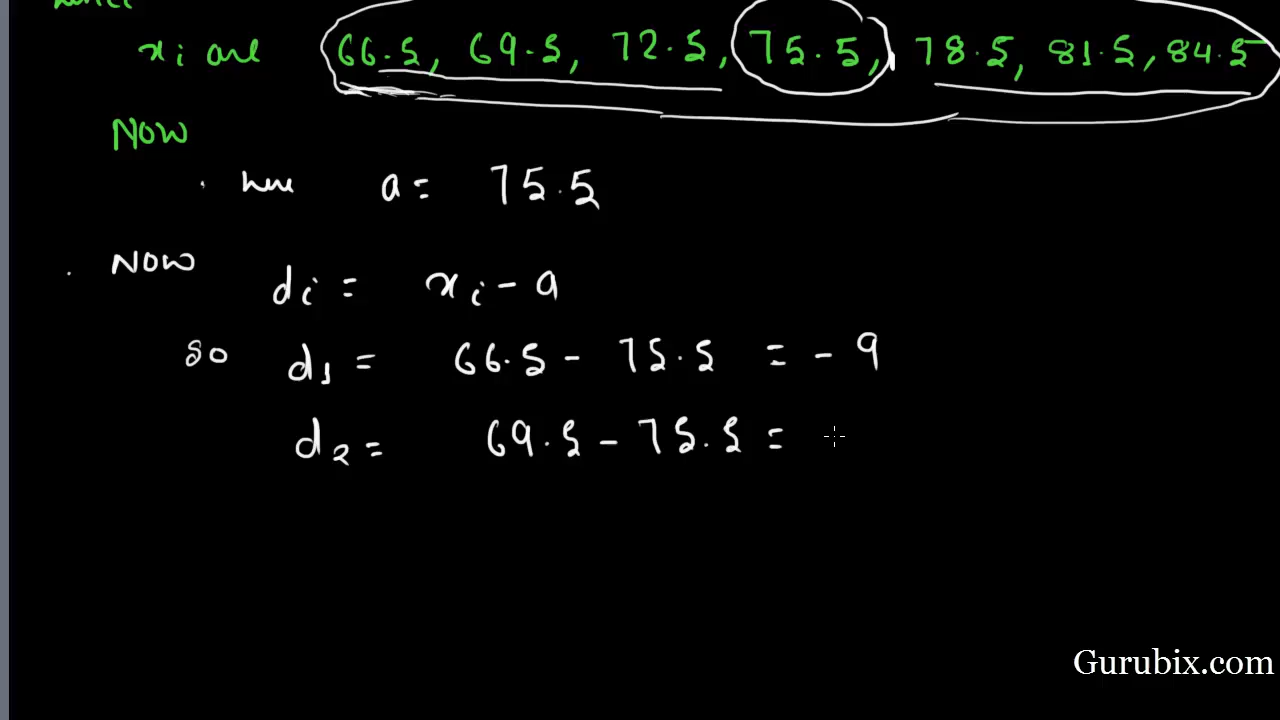 xi are 66.5, 69.5, 72.5, 75.5, 78.5, 81.5, 84.5
Now
here a = 75.5
Now
di = xi - a
so d1 = 66.5 - 75.5 = - 9
d2 = 69.5 - 75.5 =
Gurubix.com